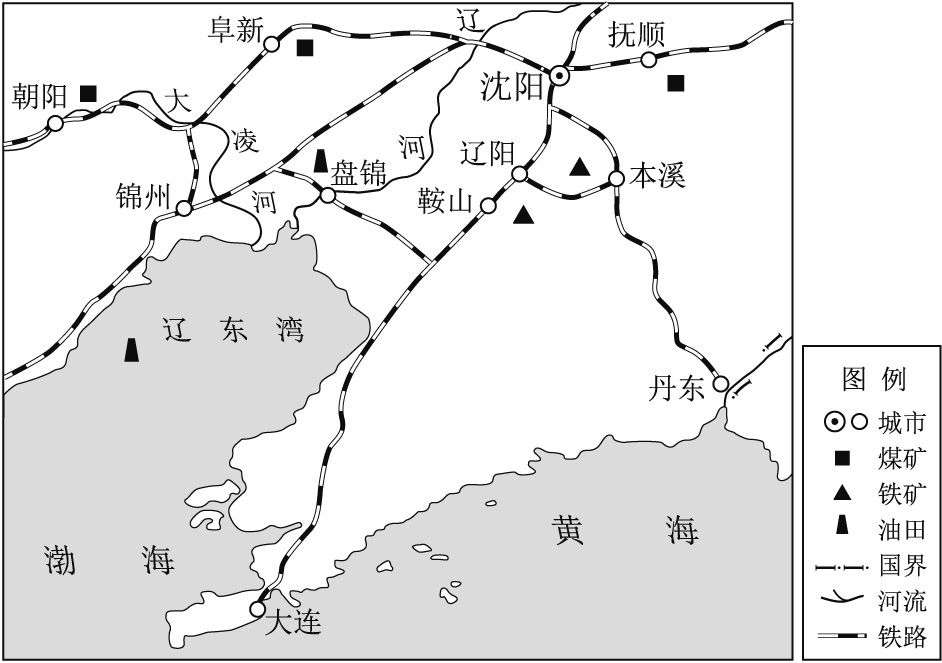 阜新
辽
抚顺
沈阳
朝阳
大
凌
河
河
辽阳
本溪
盘锦
锦州
鞍山
辽东湾
丹东
渤海
黄海
大连
图例
城市
煤矿
铁矿
油田
国界
河流
铁路